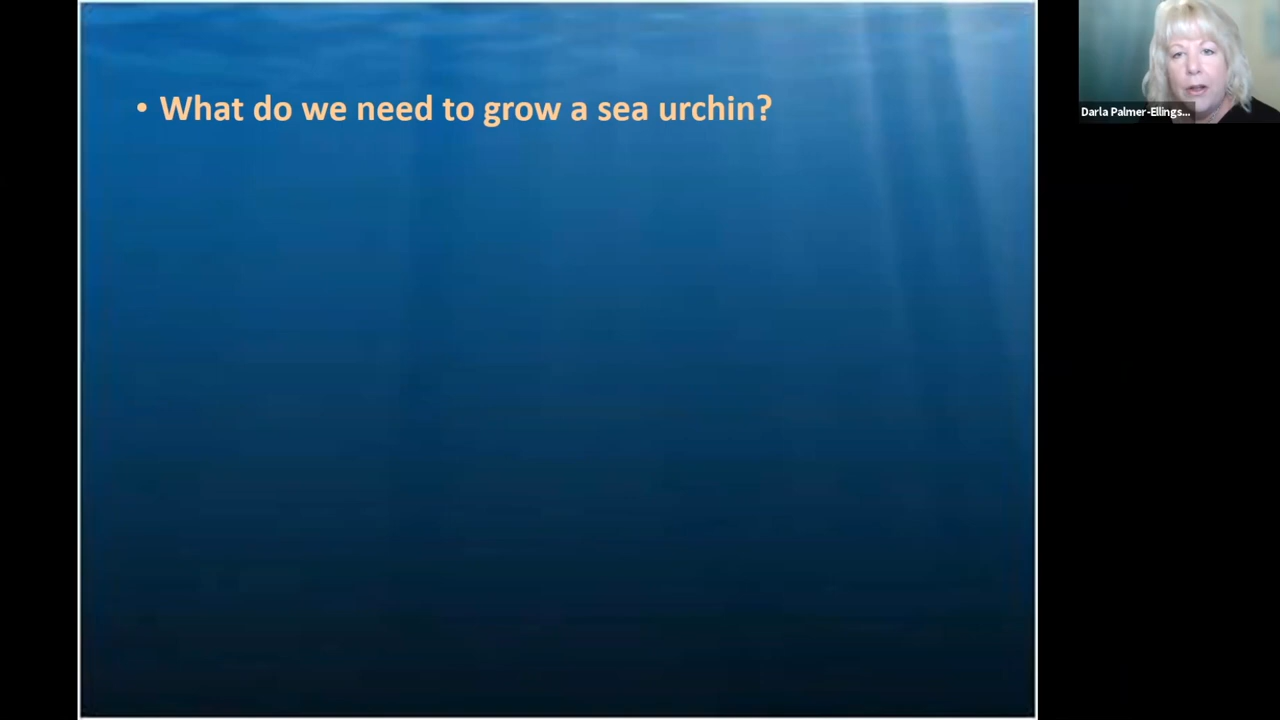 • What do we need to grow a sea urchin?
Darla Palmer-Ellings...